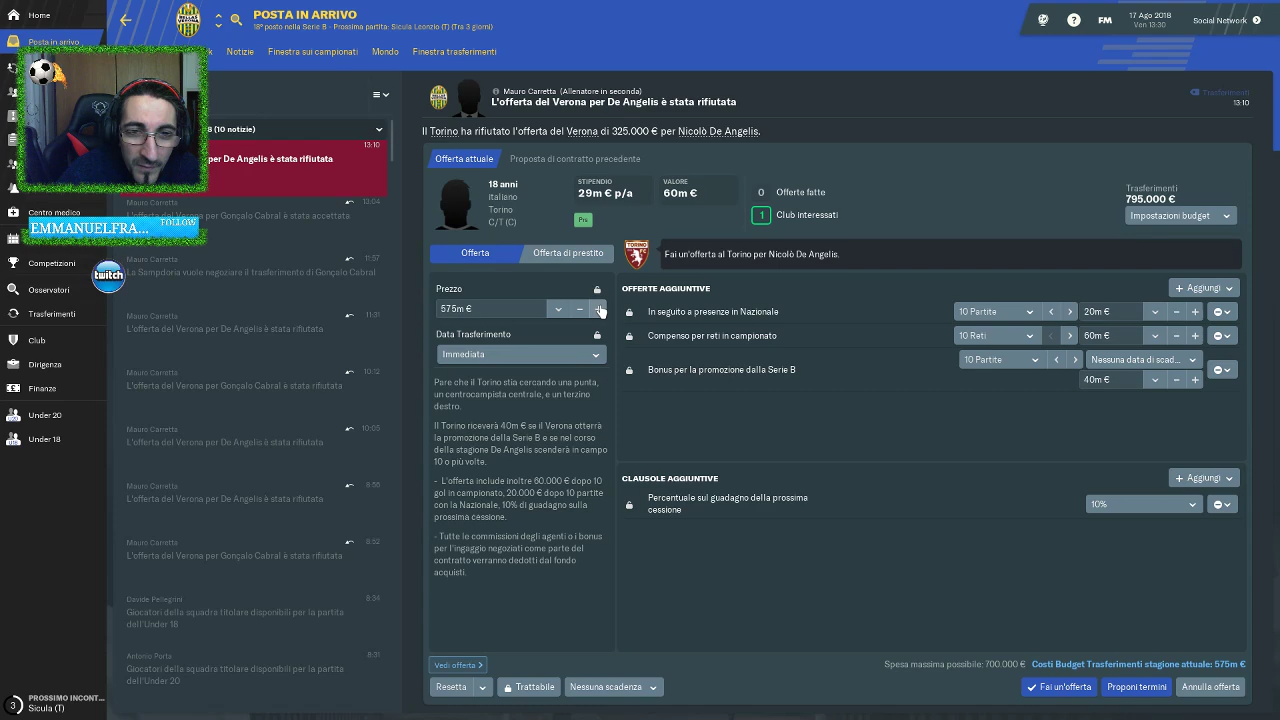 Home
POSTA IN ARRIVO
18° posto nella Serie B - Prossima partita: Sicula Leonzio (T) (Tra 3 giorni)
FM
17 Ago 2018
Ven 13:30
Social Network
Posta in arrivo
Notizie
Finestra sui campionati
Mondo
Finestra trasferimenti
Mauro Carretta (Allenatore in seconda)
L'offerta del Verona per De Angelis è stata rifiutata
Trasferimenti
13:10
8 (10 notizie)
Il Torino ha rifiutato l'offerta del Verona di 325.000 € per Nicolò De Angelis.
13:10
per De Angelis è stata rifiutata
Offerta attuale
Proposta di contratto precedente
18 anni
Italiano
Torino
C/T (C)
STIPENDIO
29m € p/a
VALORE
60m €
Prs
0 Offerte fatte
1 Club interessati
Trasferimenti
795.000 €
Impostazioni budget
Mauro Carretta
13:04
L'offerta del Verona per Gonçalo Cabral è stata accettata
Centro medico
EMMANUELFRA...
FOLLOW
twitch
Offerta
Offerta di prestito
TORINO
Fai un'offerta al Torino per Nicolò De Angelis.
Mauro Carretta
11:57
La Sampdoria vuole negoziare il trasferimento di Gonçalo Cabral
Competizioni
Osservatori
Trasferimenti
Club
Dirigenza
Finanze
Under 20
Under 18
Mauro Carretta
11:31
L'offerta del Verona per Gonçalo Cabral è stata rifiutata
Mauro Carretta
10:12
L'offerta del Verona per Gonçalo Cabral è stata rifiutata
Mauro Carretta
10:05
L'offerta del Verona per De Angelis è stata rifiutata
Mauro Carretta
8:56
L'offerta del Verona per De Angelis è stata rifiutata
Mauro Carretta
8:52
L'offerta del Verona per Gonçalo Cabral è stata rifiutata
Davide Pellegrini
8:34
Giocatori della squadra titolare disponibili per la partita
dell'Under 18
Antonio Porta
8:31
Giocatori della squadra titolare disponibili per la partita
dell'Under 20
Prezzo
575m €
Data Trasferimento
Immediata
Pare che il Torino stia cercando una punta,
un centrocampista centrale, e un terzino
destro.
Il Torino riceverà 40m € se il Verona otterrà
la promozione della Serie B e se nel corso
della stagione De Angelis scenderà in campo
10 o più volte.
- L'offerta include inoltre 60.000 € dopo 10
gol in campionato, 20.000 € dopo 10 partite
con la Nazionale, 10% di guadagno sulla
prossima cessione.
- Tutte le commissioni degli agenti o i bonus
per l'ingaggio negoziati come parte del
contratto verranno dedotti dal fondo
acquisti.
OFFERTE AGGIUNTIVE
Aggiungi
In seguito a presenze in Nazionale
10 Partite
20m €
Compenso per reti in campionato
10 Reti
60m €
Bonus per la promozione dalla Serie B
10 Partite
Nessuna data di scad...
40m €
CLAUSOLE AGGIUNTIVE
Aggiungi
Percentuale sul guadagno della prossima
cessione
10%
Vedi offerta
Spesa massima possibile: 700.000 €
Costi Budget Trasferimenti stagione attuale: 575m €
Resetta
Trattabile
Nessuna scadenza
Fai un'offerta
Proponi termini
Annulla offerta
3
PROSSIMO INCONT
Sicula (T)